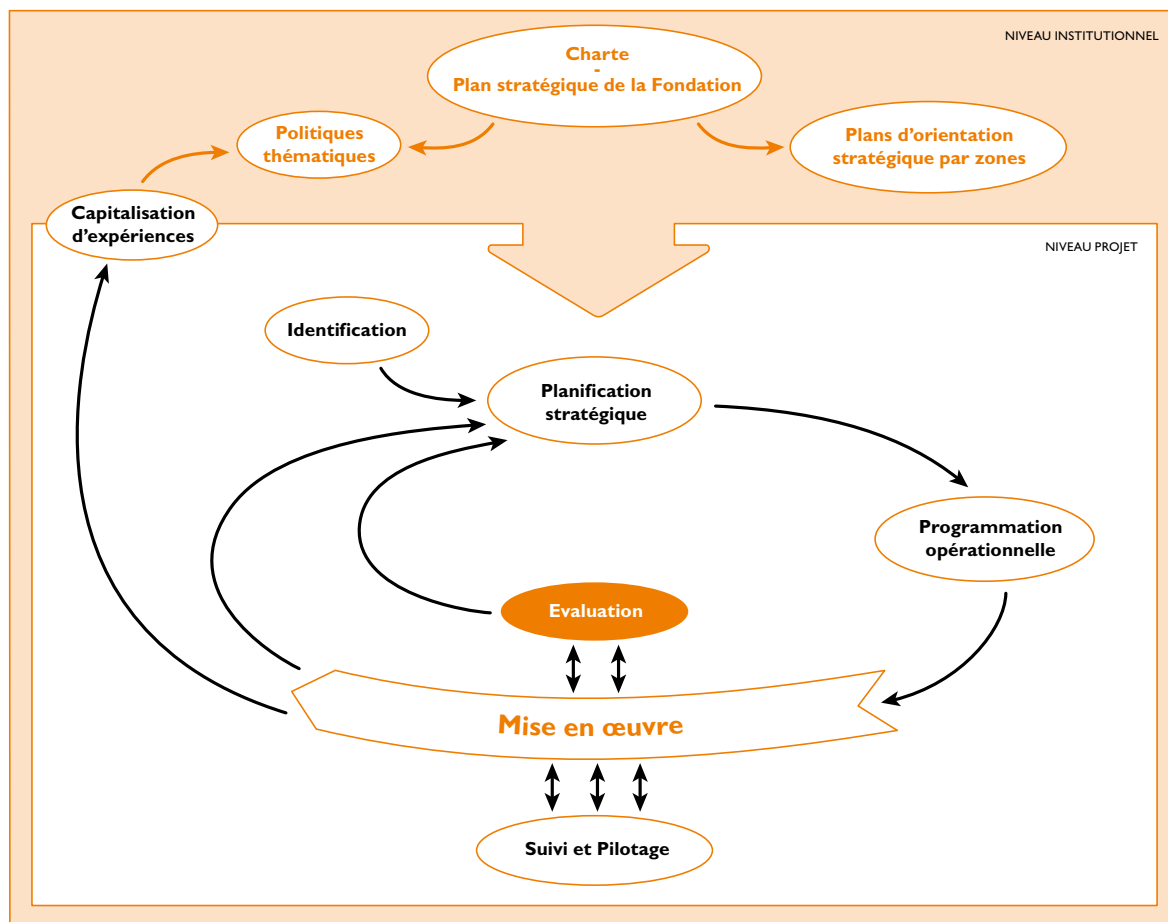 NIVEAU INSTITUTIONNEL
Charte
-
Plan stratégique de la Fondation
Politiques
thématiques
Plans d’orientation
stratégique par zones
Capitalisation
d’expériences
NIVEAU PROJET
Identification
Planification
stratégique
Programmation
opérationnelle
Evaluation
Mise en œuvre
Suivi et Pilotage